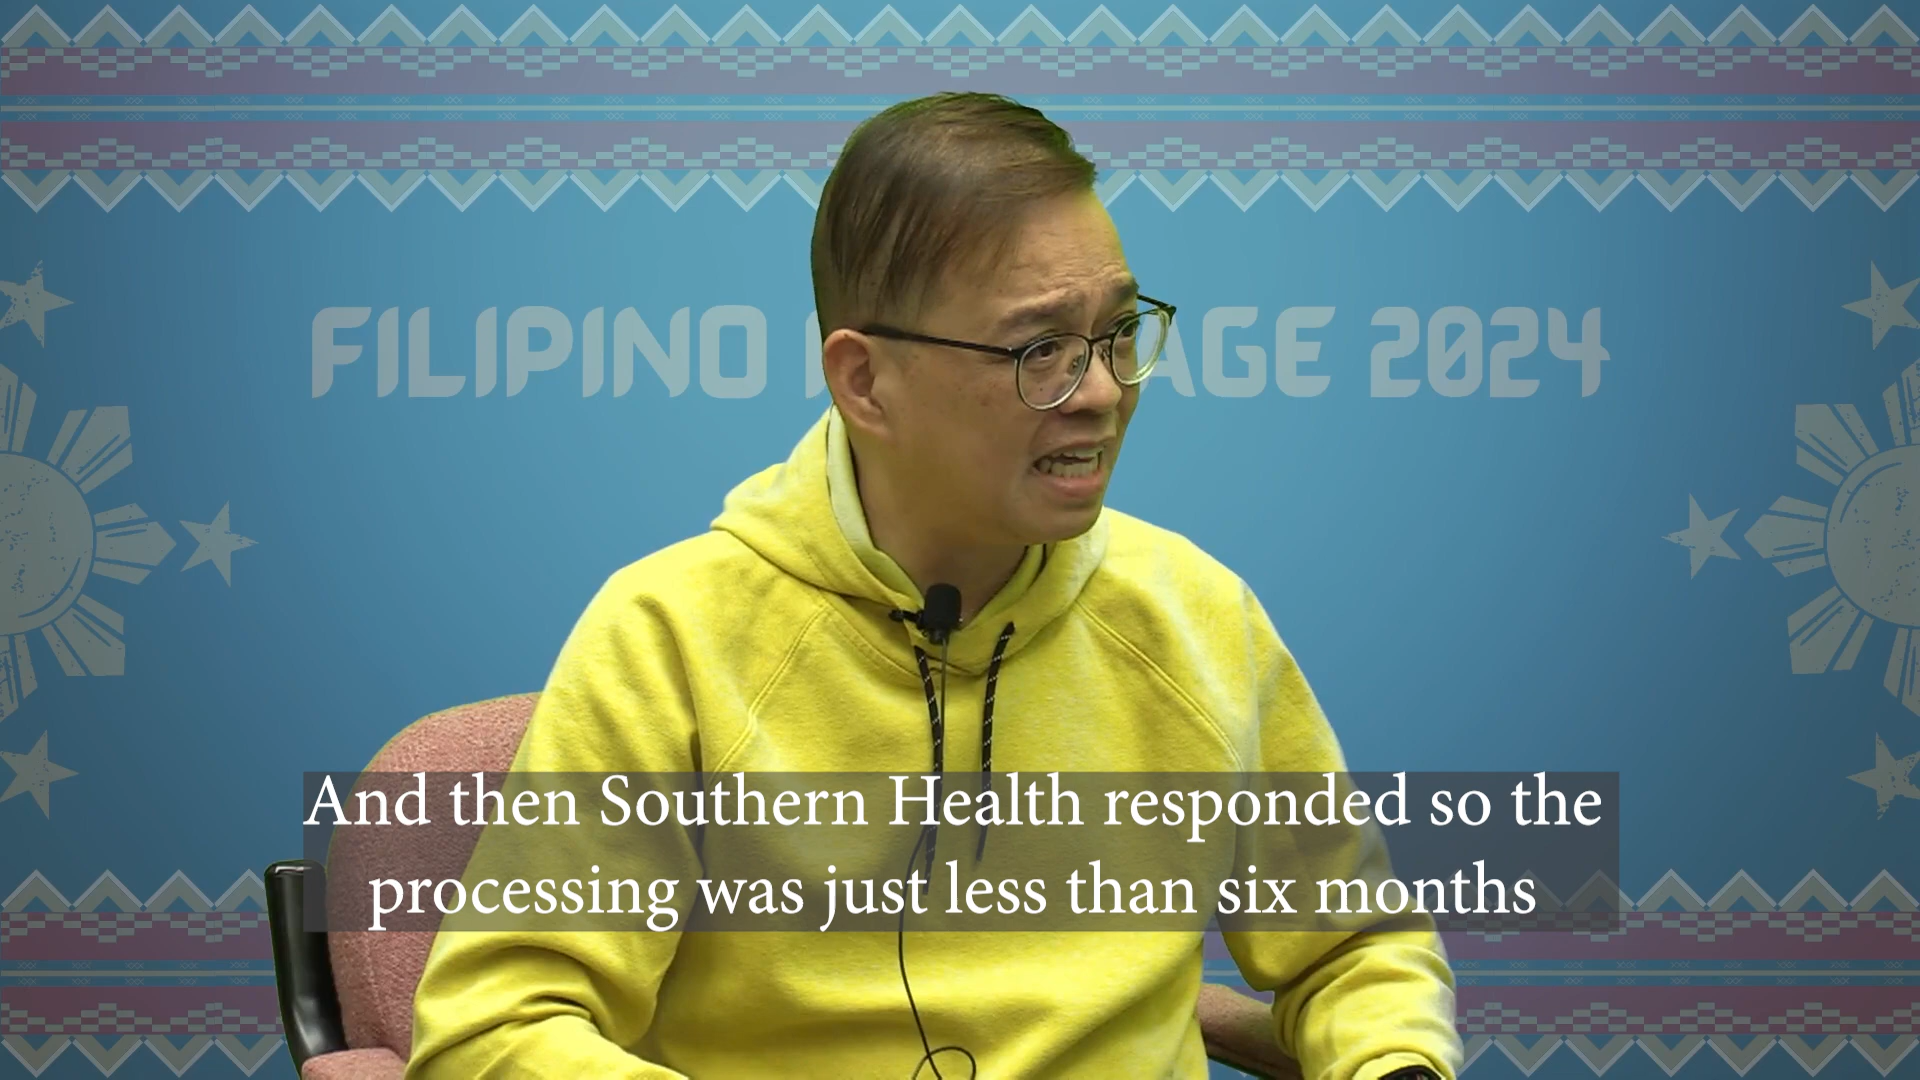 FILIPINO AGE 2024
And then Southern Health responded so the
processing was just less than six months